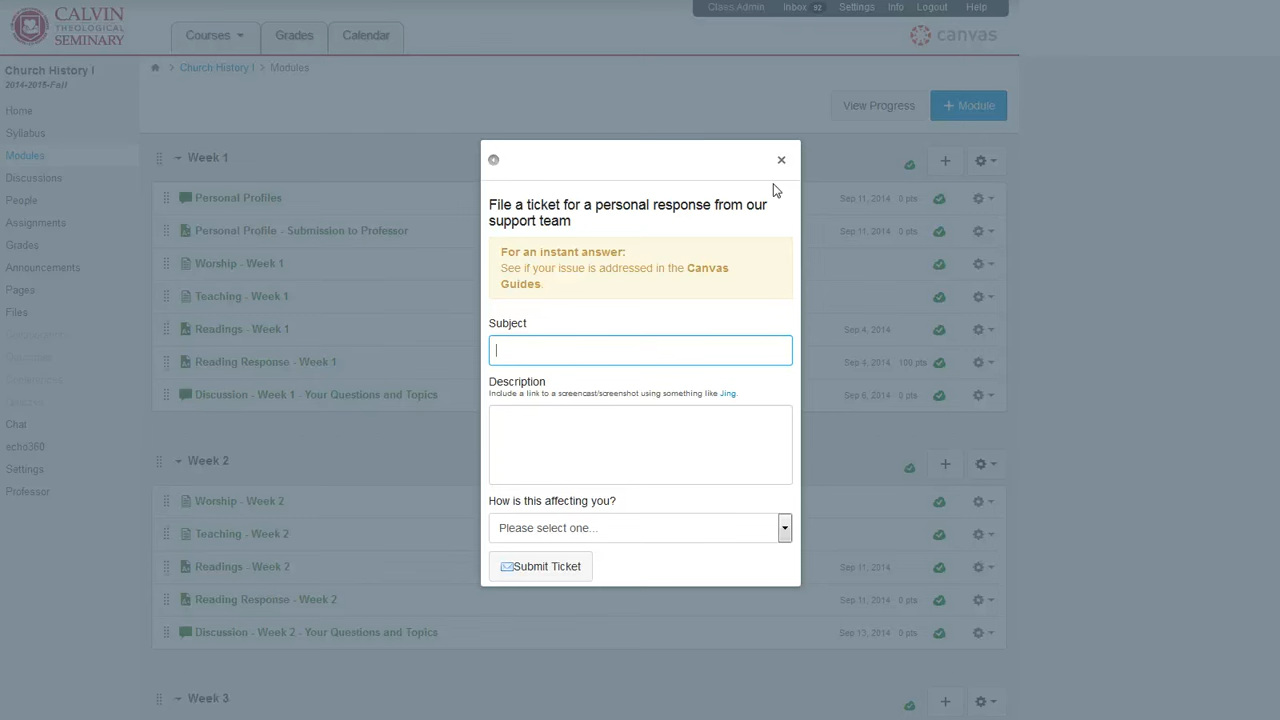 CALVIN
THEOLOGICAL
SEMINARY
Courses
Grades
Calendar
Class Admin
Inbox 92
Settings
Info
Logout
Help
canvas
Church History I
2014-2015-Fall
Home
Syllabus
Modules
Discussions
People
Assignments
Grades
Announcements
Pages
Files
Chat
echo360
Settings
Professor
Church History I > Modules
View Progress
+ Module
Week 1
Personal Profiles
Sep 11, 2014 0 pts
Personal Profile - Submission to Professor
Sep 11, 2014 0 pts
Worship - Week 1
Teaching - Week 1
Readings - Week 1
Sep 4, 2014
Reading Response - Week 1
Sep 4, 2014 100 pts
Discussion - Week 1 - Your Questions and Topics
Sep 6, 2014 0 pts
Week 2
Worship - Week 2
Teaching - Week 2
Readings - Week 2
Sep 11, 2014
Reading Response - Week 2
Sep 11, 2014 0 pts
Discussion - Week 2 - Your Questions and Topics
Sep 13, 2014 0 pts
Week 3
File a ticket for a personal response from our
support team
For an instant answer:
See if your issue is addressed in the Canvas
Guides.
Subject
Description
Include a link to a screencast/screenshot using something like Jing.
How is this affecting you?
Please select one...
Submit Ticket